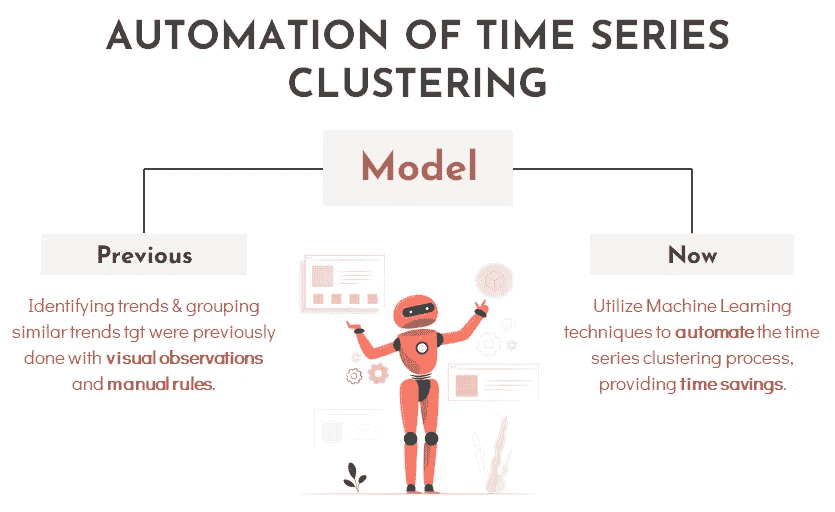 AUTOMATION OF TIME SERIES
CLUSTERING
Model
Previous
Identifying trends & grouping
similar trends tgt were previously
done with visual observations
and manual rules.
Now
Utilize Machine Learning
techniques to automate the time
series clustering process,
providing time savings.